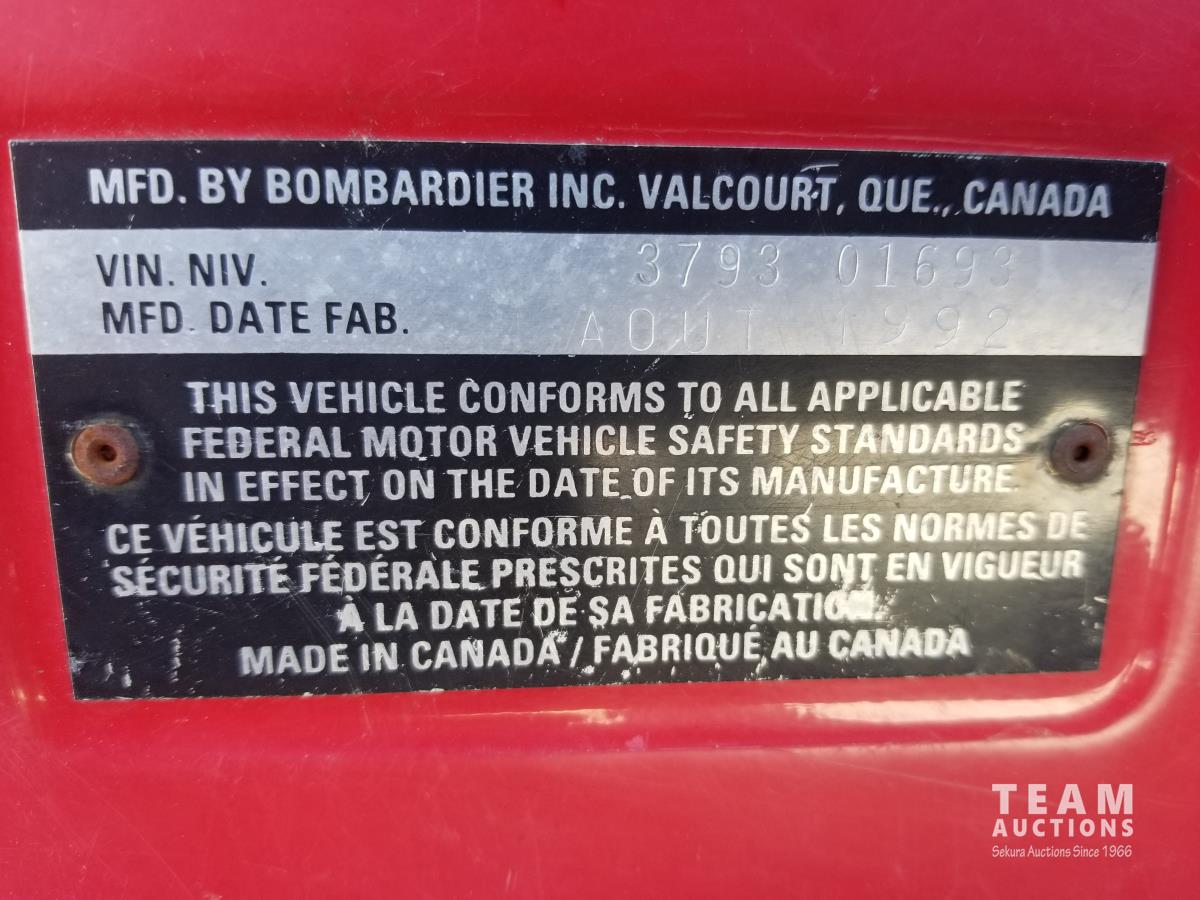 MFD. BY BOMBARDIER INC. VALCOURT, QUE., CANADA
VIN. NIV. 3793 01693
MFD. DATE FAB. AOUT 1992
THIS VEHICLE CONFORMS TO ALL APPLICABLE
FEDERAL MOTOR VEHICLE SAFETY STANDARDS
IN EFFECT ON THE DATE OF ITS MANUFACTURE.
CE VÉHICULE EST CONFORME À TOUTES LES NORMES DE
SÉCURITÉ FÉDÉRALE PRESCRITES QUI SONT EN VIGUEUR
À LA DATE DE SA FABRICATION.
MADE IN CANADA / FABRIQUÉ AU CANADA
TEAM
AUCTIONS
Sekura Auctions Since 1966